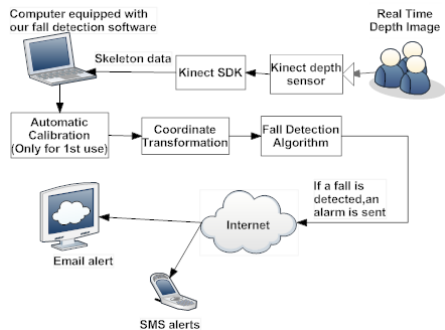 Computer equipped with
our fall detection software
Real Time
Depth Image
Skeleton data
Kinect SDK
Kinect depth
sensor
Automatic
Calibration
(Only for 1st use)
Coordinate
Transformation
Fall Detection
Algorithm
If a fall is
detected,an
alarm is sent
Internet
Email alert
SMS alerts